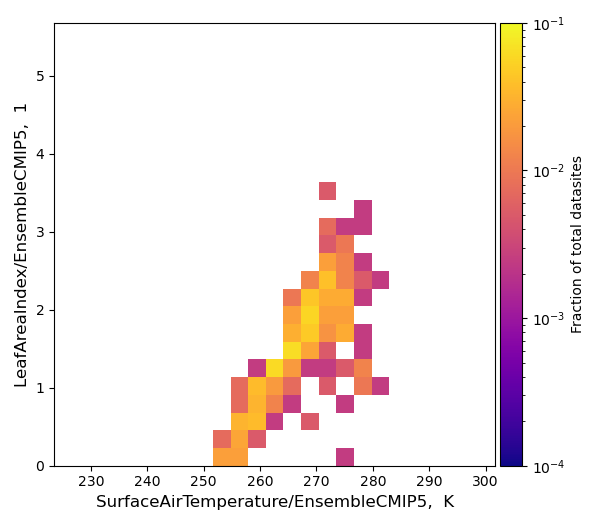 LeafAreaIndex/EnsembleCMIP5,  1
5
4
3
2
1
0
230 240 250 260 270 280 290 300
SurfaceAirTemperature/EnsembleCMIP5,  K
10⁻¹
10⁻²
10⁻³
10⁻⁴
Fraction of total datasites